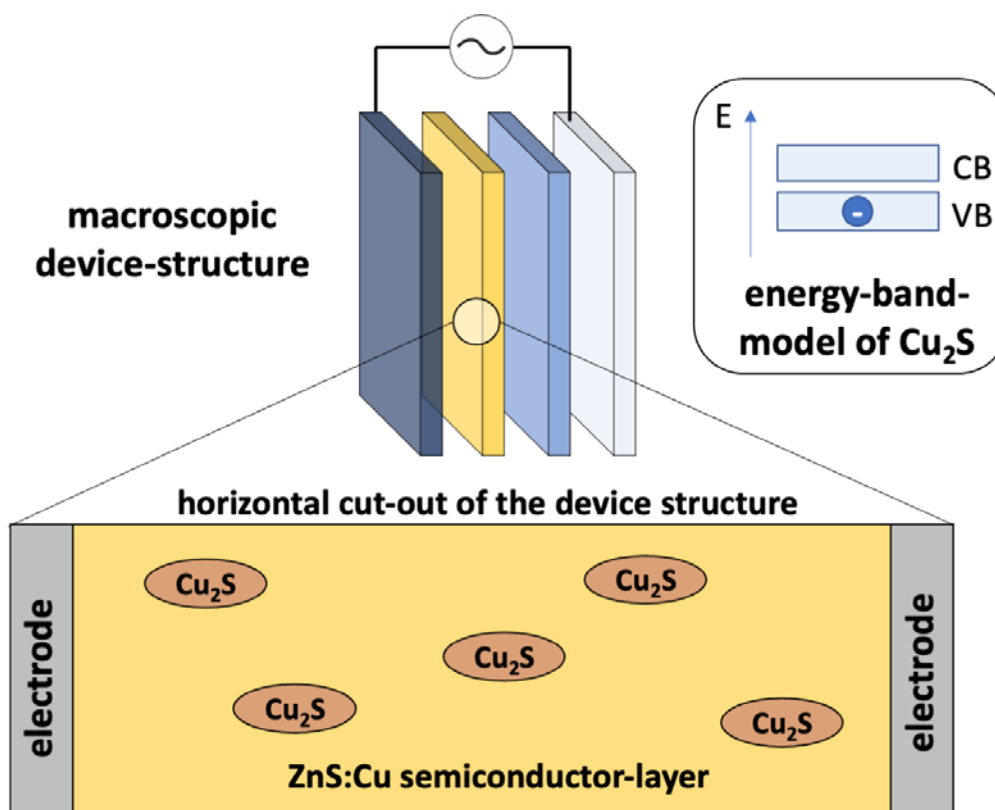 macroscopic
device-structure
E
CB
VB
-
energy-band-
model of Cu₂S
horizontal cut-out of the device structure
electrode
Cu₂S
Cu₂S
Cu₂S
Cu₂S
Cu₂S
electrode
ZnS:Cu semiconductor-layer